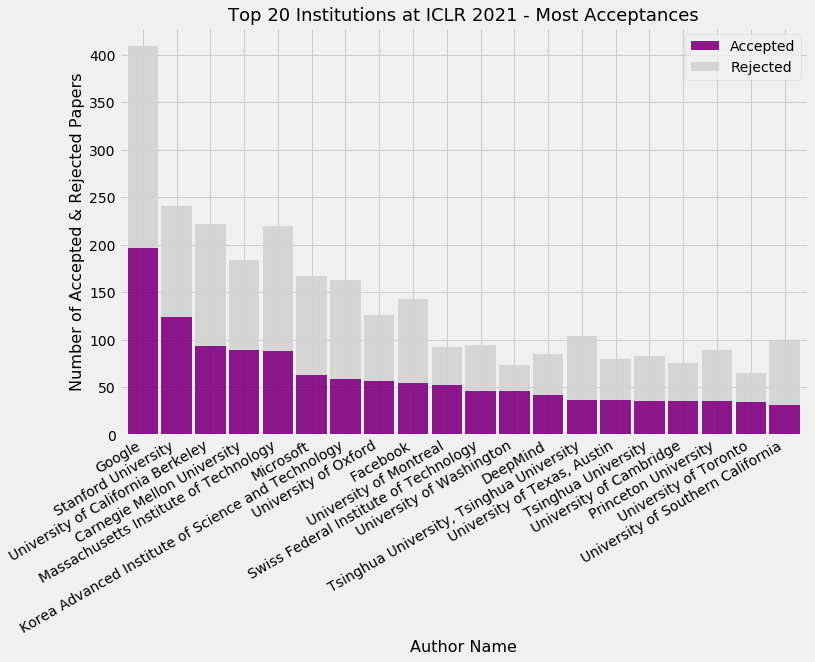 Top 20 Institutions at ICLR 2021 - Most Acceptances
Accepted
Rejected
Number of Accepted & Rejected Papers
400
350
300
250
200
150
100
50
0
Google
Stanford University
University of California Berkeley
Carnegie Mellon University
Massachusetts Institute of Technology
Microsoft
Korea Advanced Institute of Science and Technology
University of Oxford
Facebook
University of Montreal
Swiss Federal Institute of Technology
University of Washington
DeepMind
Tsinghua University, Tsinghua University
University of Texas, Austin
Tsinghua University
University of Cambridge
Princeton University
University of Toronto
University of Southern California
Author Name